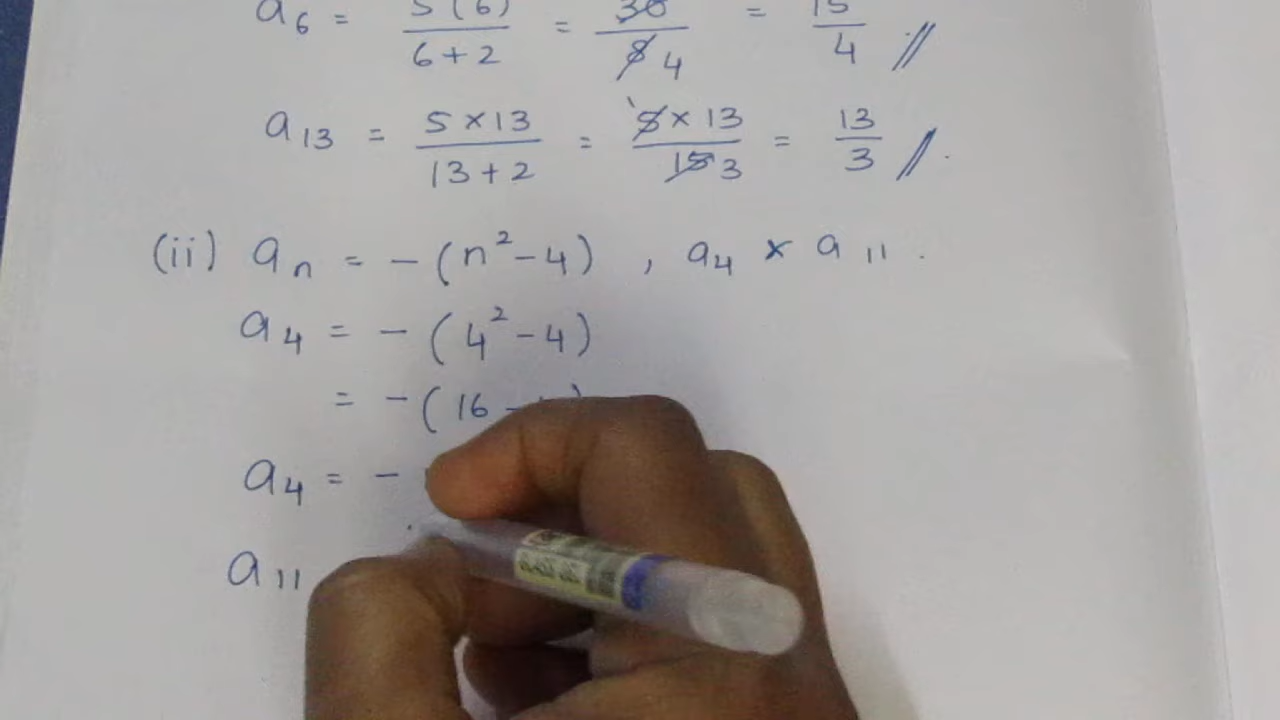 a₆ = 5(6)/6+2 = 30/8 4 = 15/4 //
a₁₃ = 5×13/13+2 = 1 5×13/15 3 = 13/3 //.
(ii) aₙ = -(n²-4) , a₄ × a₁₁ .
a₄ = -(4²-4)
= -(16 -
a₄ = -
a₁₁